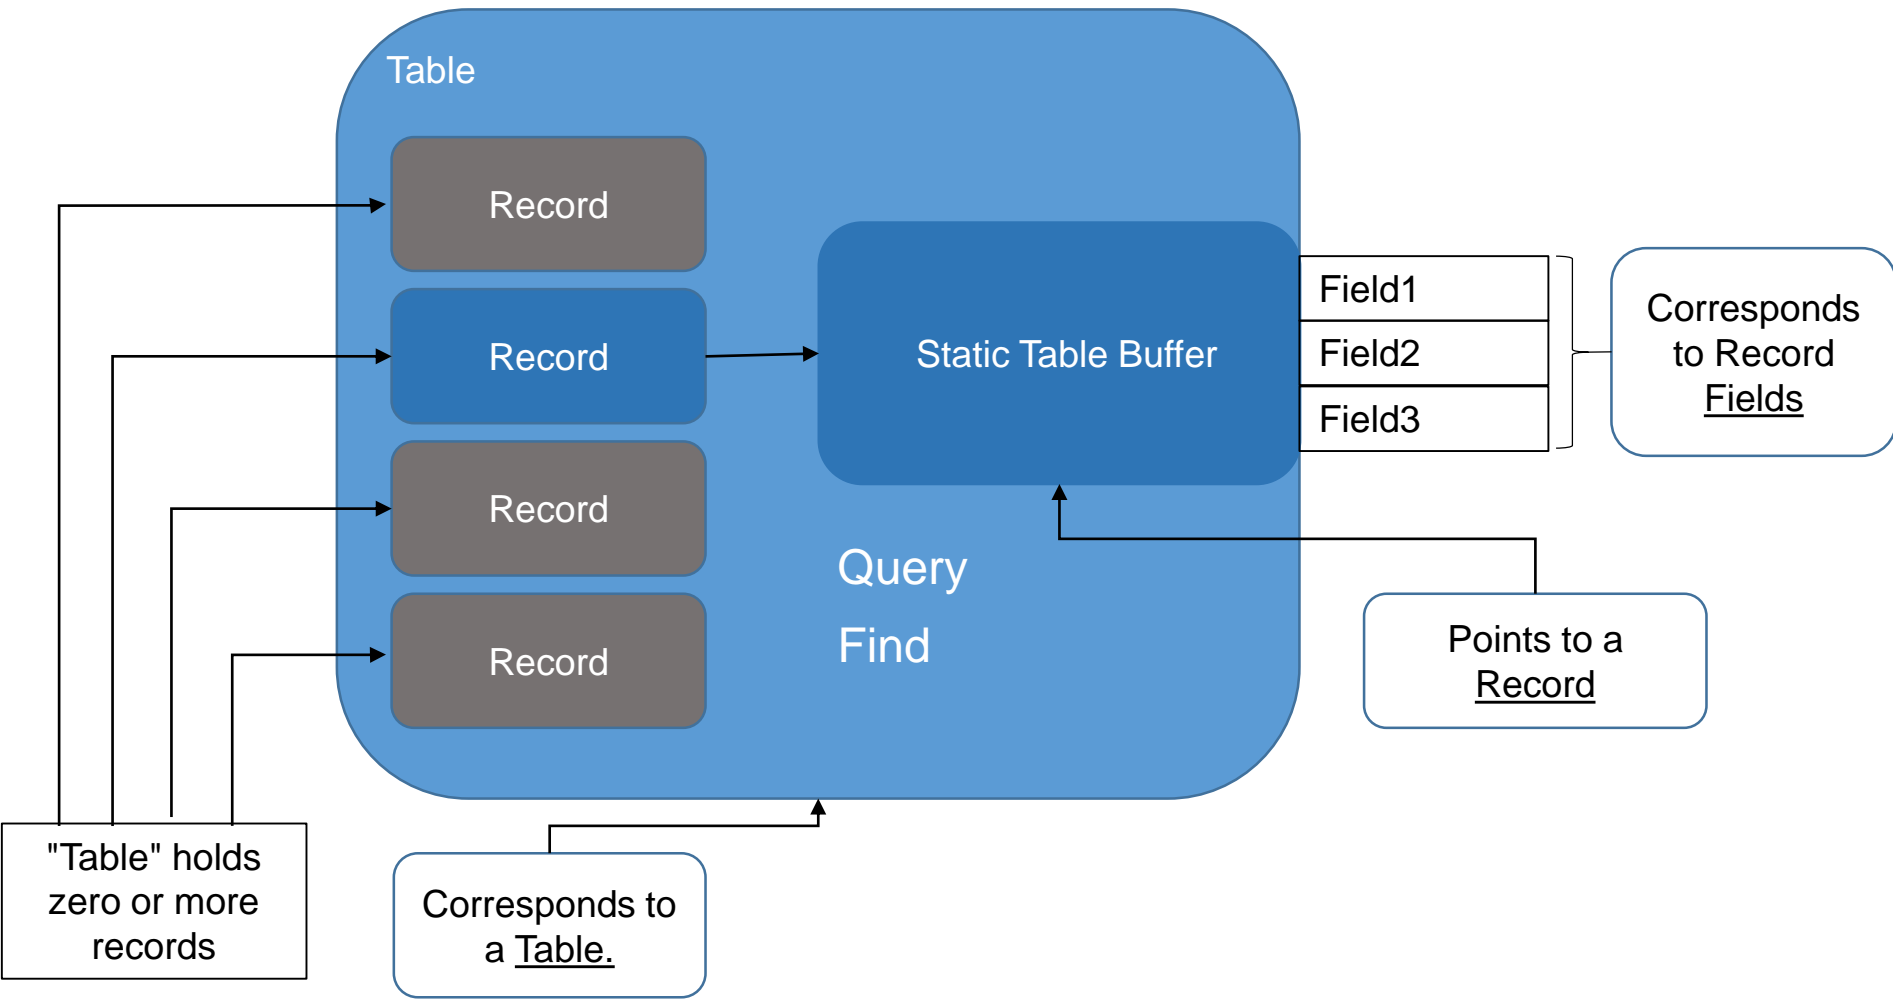 Table
Record
Record
Record
Record
Static Table Buffer
Field1
Field2
Field3
Corresponds
to Record
Fields
Query
Find
Points to a
Record
"Table" holds
zero or more
records
Corresponds to
a Table.